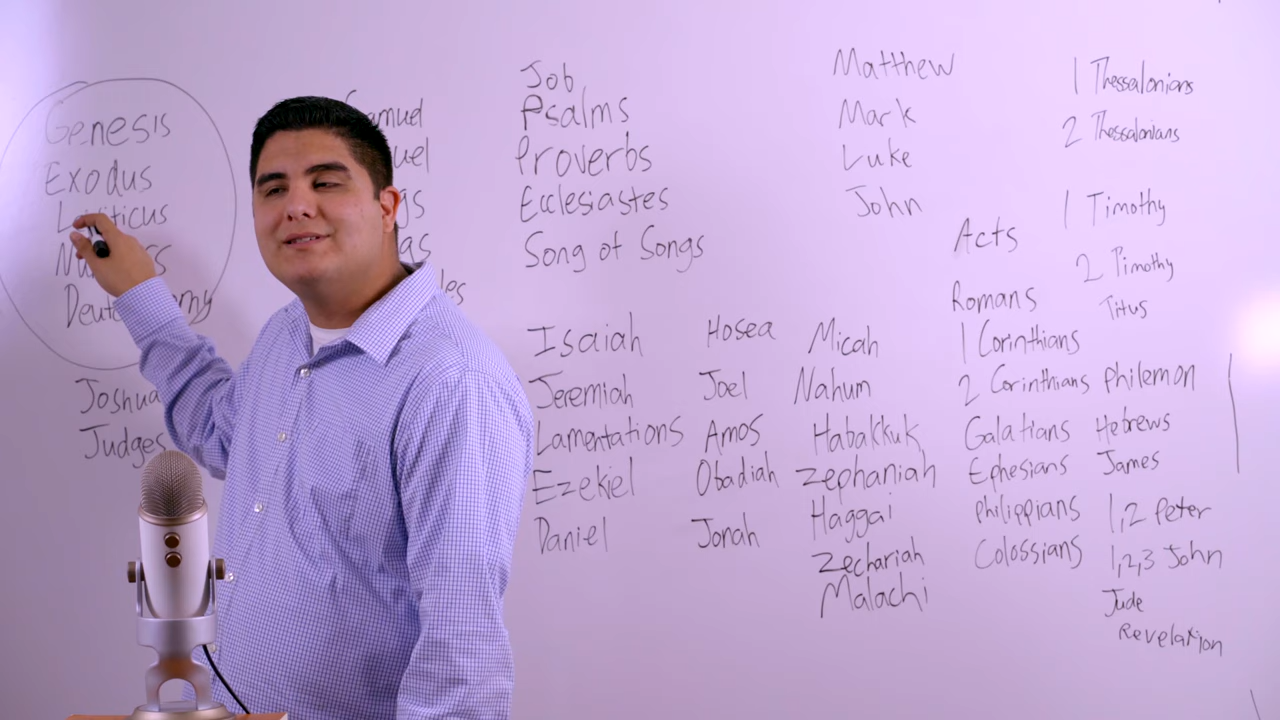 Genesis
Exodus
Joshua
Judges
Job
Psalms
Proverbs
Ecclesiastes
Song of Songs
Isaiah
Jeremiah
Lamentations
Ezekiel
Daniel
Hosea
Joel
Amos
Obadiah
Jonah
Micah
Nahum
Habakkuk
Zephaniah
Haggai
Zechariah
Malachi
Matthew
Mark
Luke
John
Acts
Romans
1 Corinthians
2 Corinthians
Galatians
Ephesians
Philippians
Colossians
1 Thessalonians
2 Thessalonians
1 Timothy
2 Timothy
Titus
Philemon
Hebrews
James
1,2 Peter
1,2,3 John
Jude
Revelation